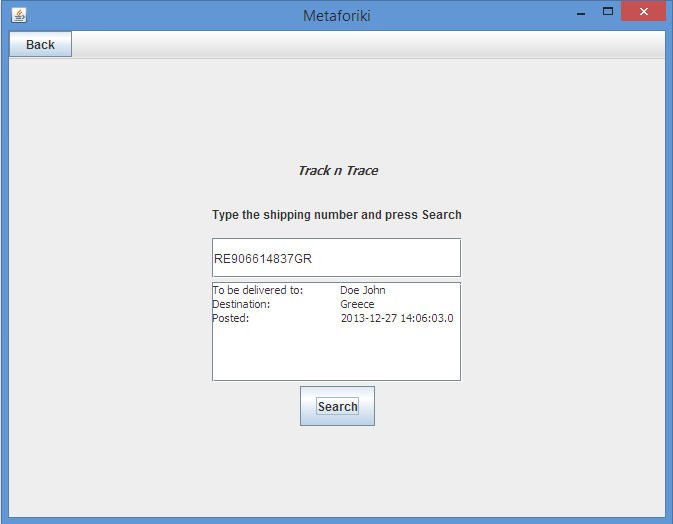 Metaforiki
Back
Track n Trace
Type the shipping number and press Search
RE906614837GR
To be delivered to: Doe John
Destination: Greece
Posted: 2013-12-27 14:06:03.0
Search